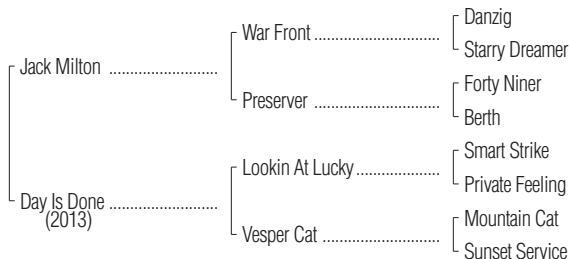 Danzig
War Front ........................................
Starry Dreamer
Jack Milton ..................................
Forty Niner
Preserver ........................................
Berth
Smart Strike
Lookin At Lucky ...........................
Private Feeling
Day Is Done ..................................
(2013)
Mountain Cat
Vesper Cat ........................................
Sunset Service